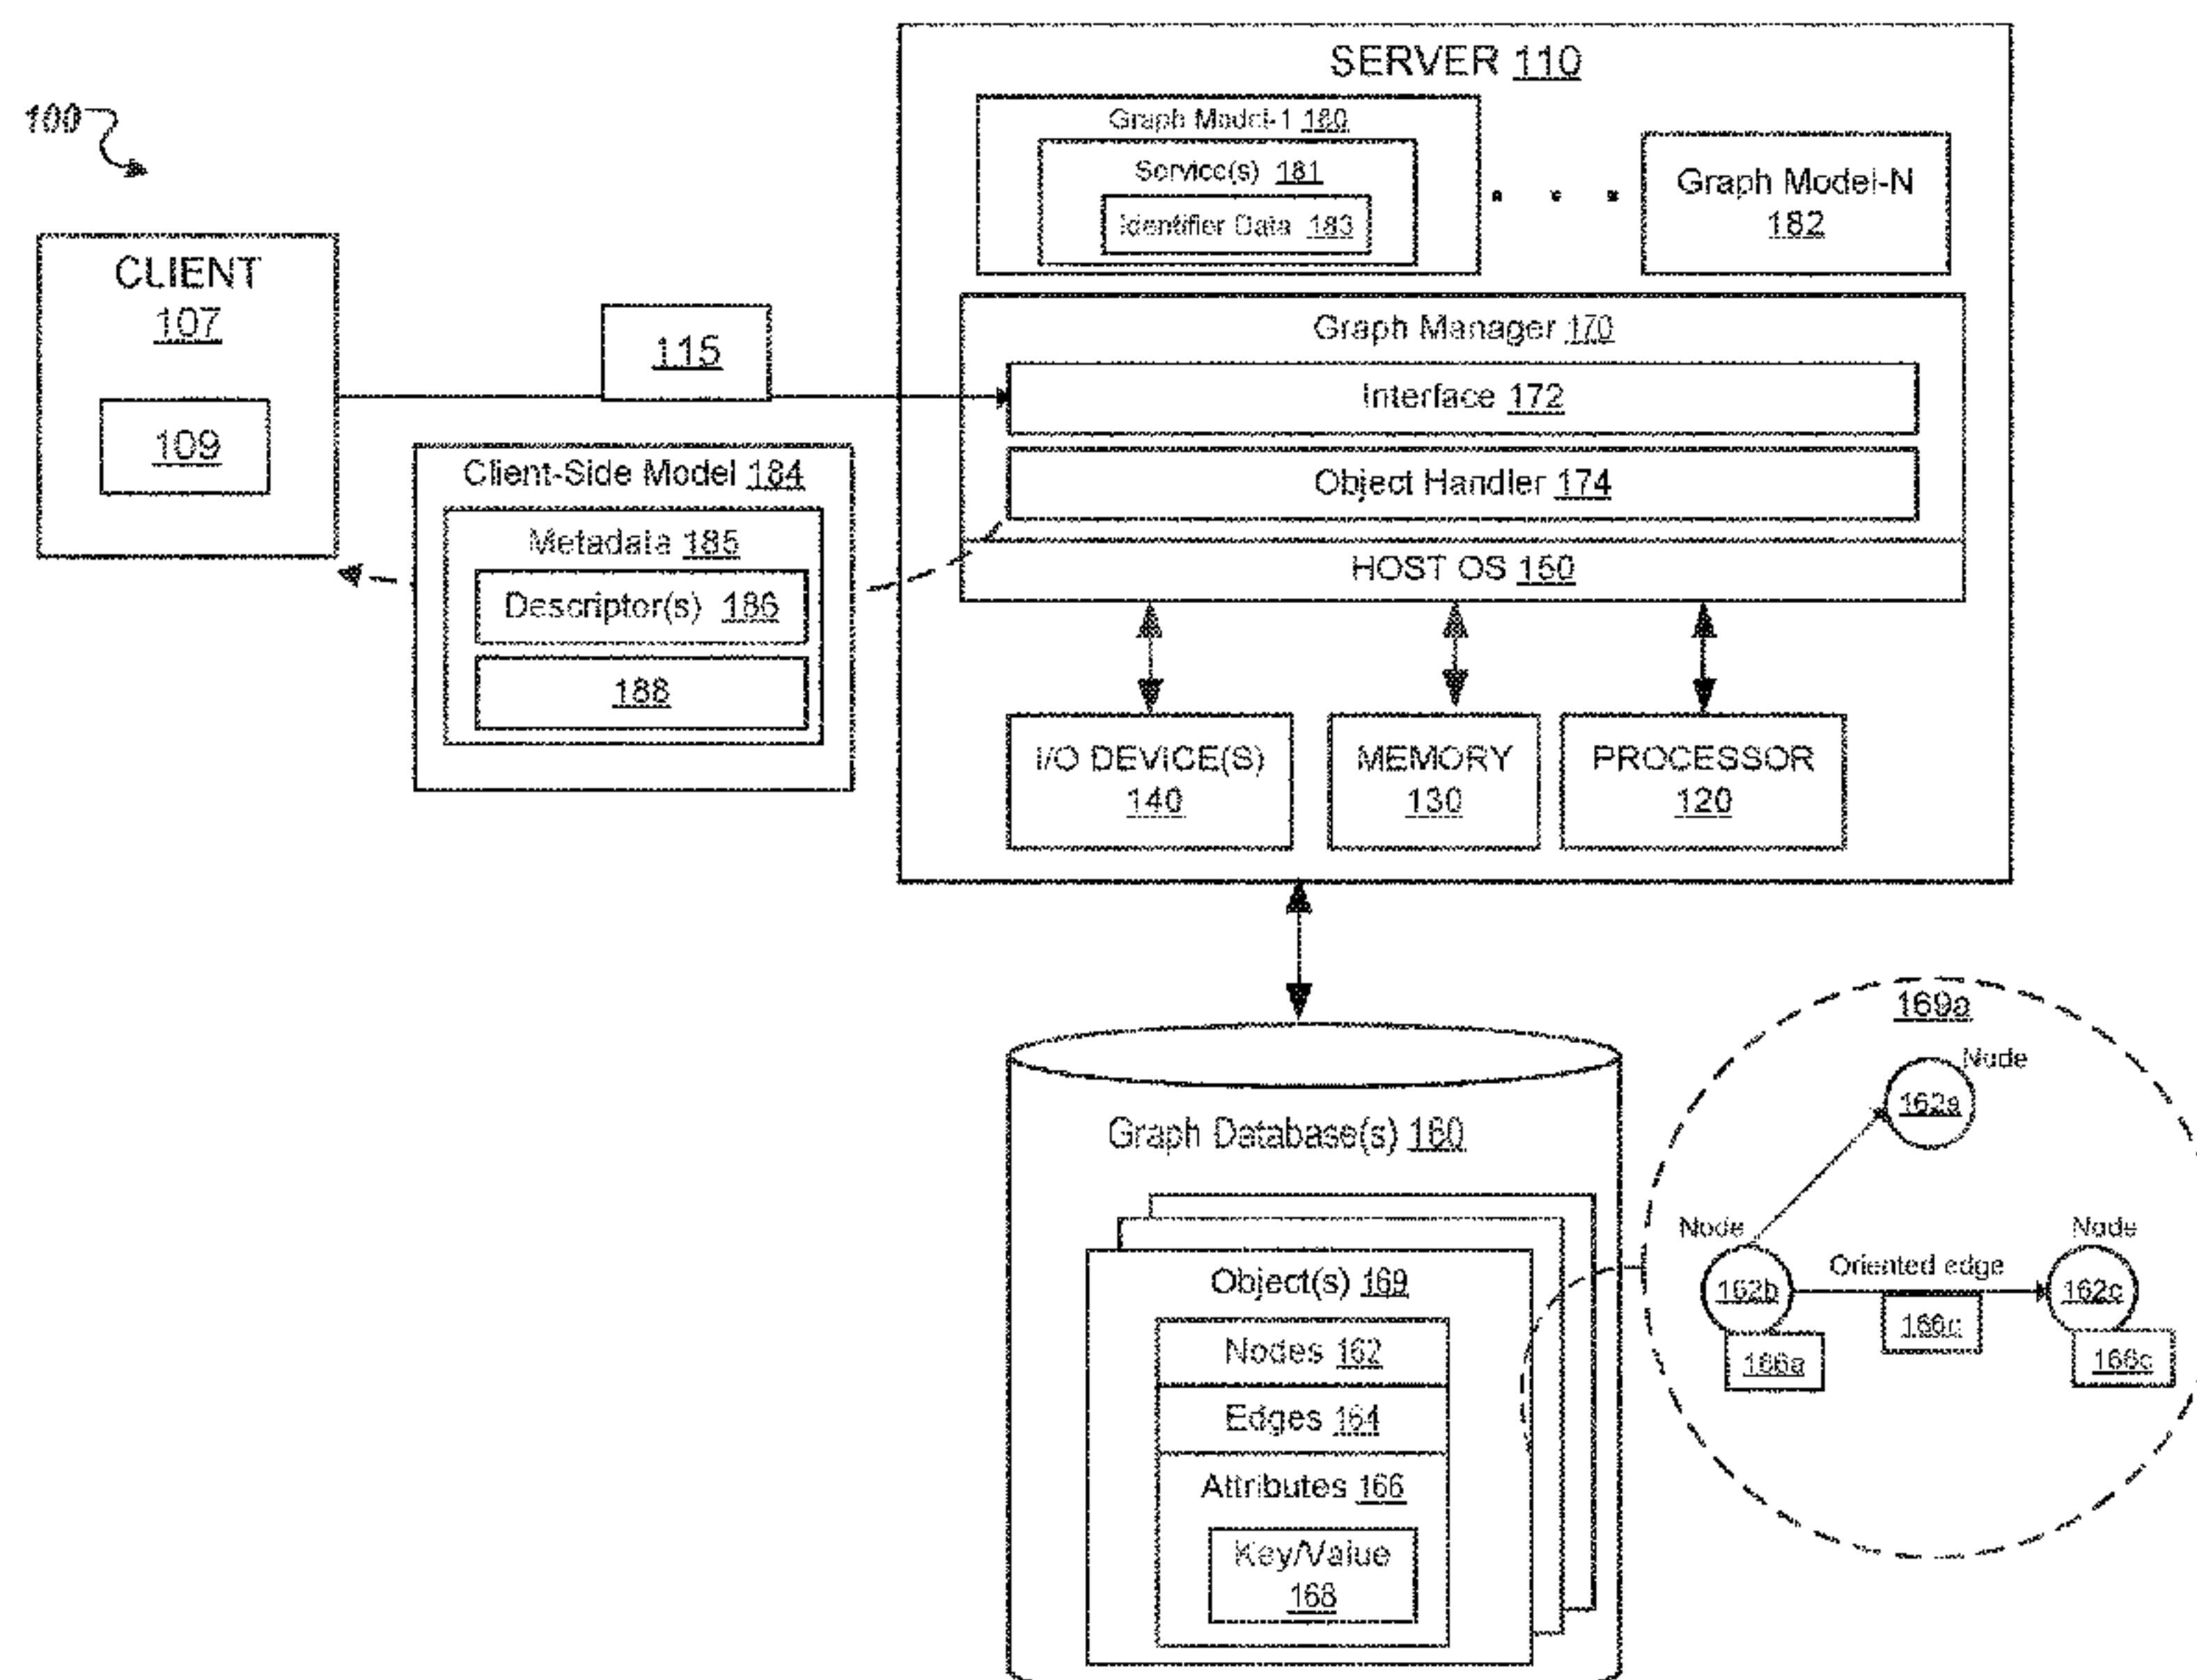 100
SERVER 110
Graph Model-1 180
Service(s) 181
Identifier Data 183
Graph Model-N
182
CLIENT
107
109
115
Graph Manager 170
Interface 172
Object Handler 174
HOST OS 150
Client-Side Model 184
Metadata 185
Descriptor(s) 186
188
I/O DEVICE(S)
140
MEMORY
130
PROCESSOR
120
Graph Database(s) 160
Object(s) 169
Nodes 162
Edges 164
Attributes 166
Key/Value
168
169a
Node
162a
Node
162b
166a
Oriented edge
Node
162c